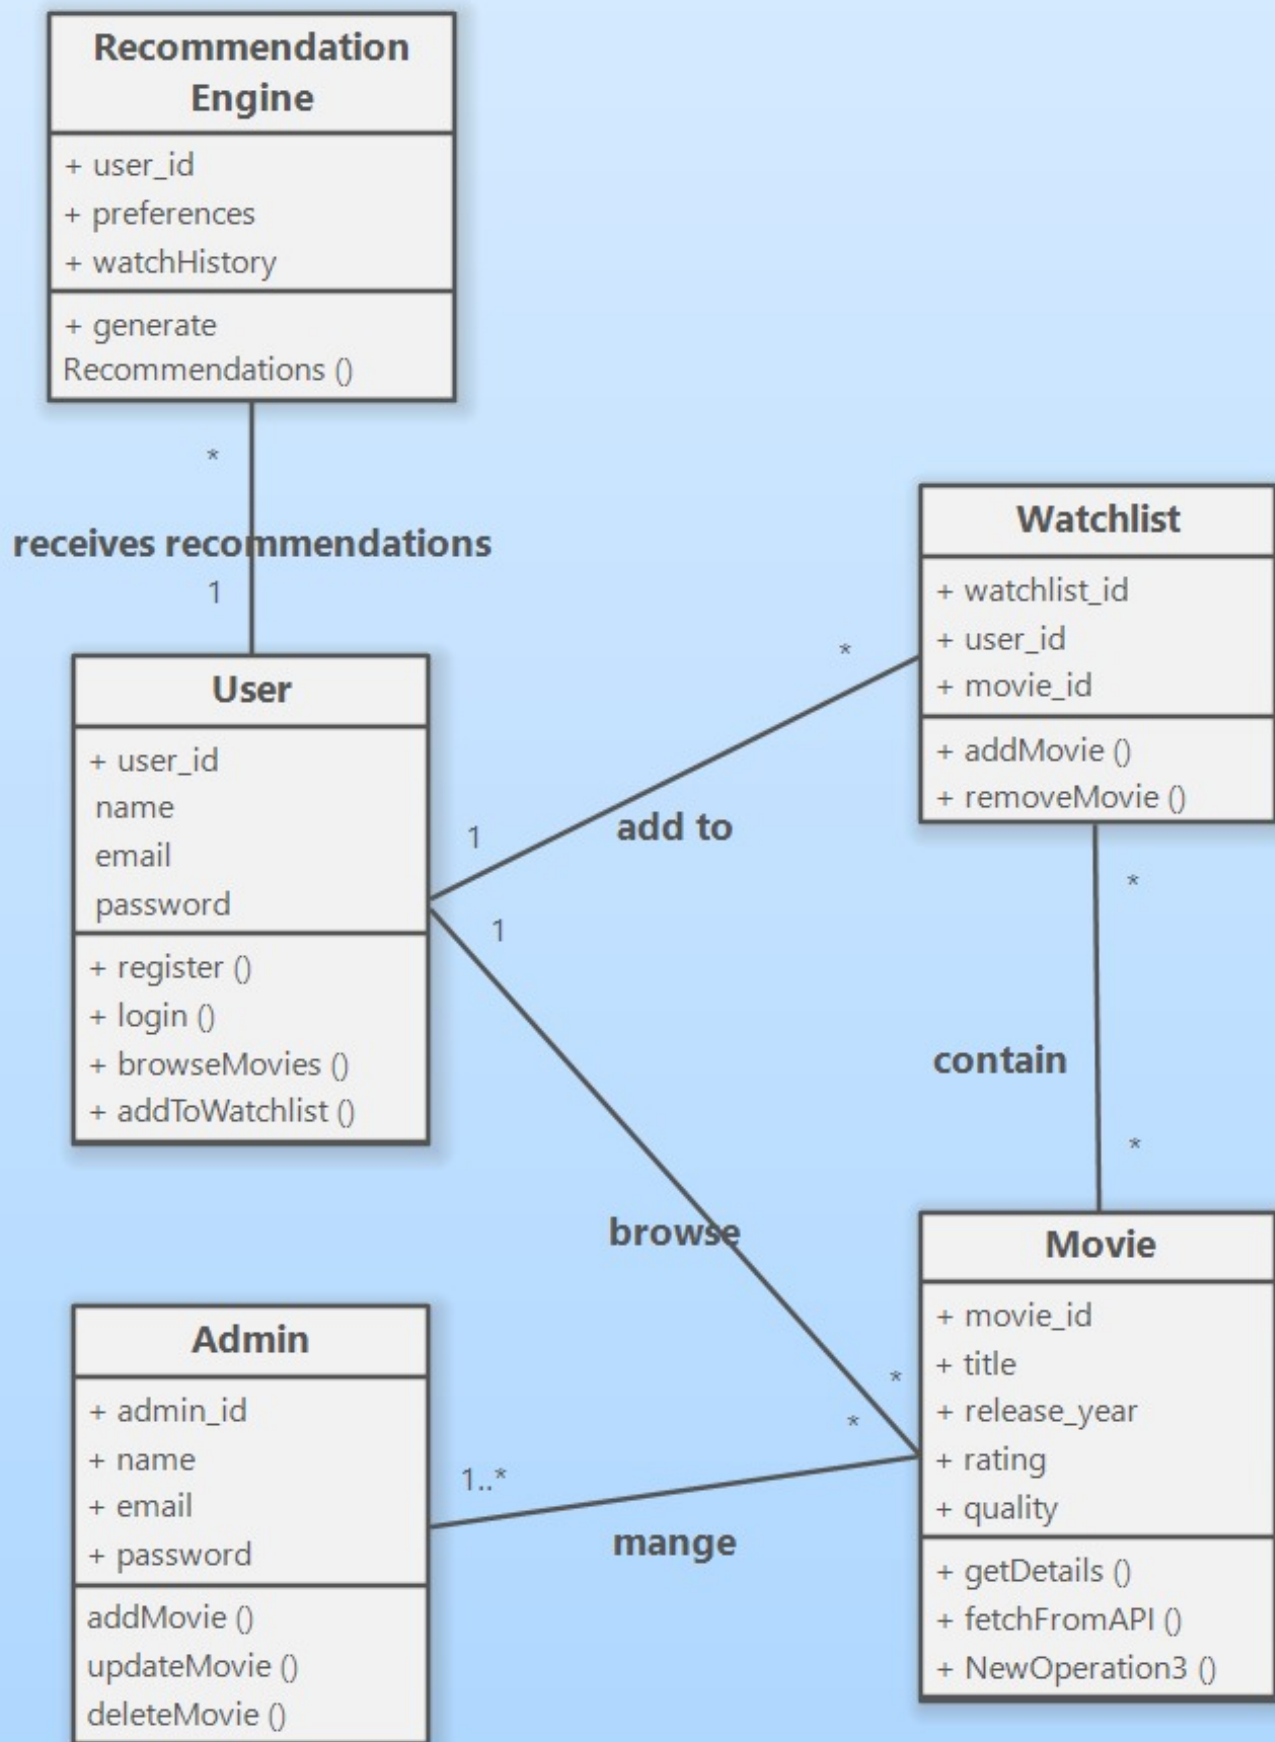 Recommendation
Engine
+ user_id
+ preferences
+ watchHistory
+ generate
Recommendations ()
*
receives recommendations
1
User
+ user_id
name
email
password
+ register ()
+ login ()
+ browseMovies ()
+ addToWatchlist ()
Watchlist
+ watchlist_id
+ user_id
+ movie_id
+ addMovie ()
+ removeMovie ()
*
1
add to
1
*
contain
*
browse
*
Movie
+ movie_id
+ title
+ release_year
+ rating
+ quality
+ getDetails ()
+ fetchFromAPI ()
+ NewOperation3 ()
Admin
+ admin_id
+ name
+ email
+ password
addMovie ()
updateMovie ()
deleteMovie ()
1..*
*
mange